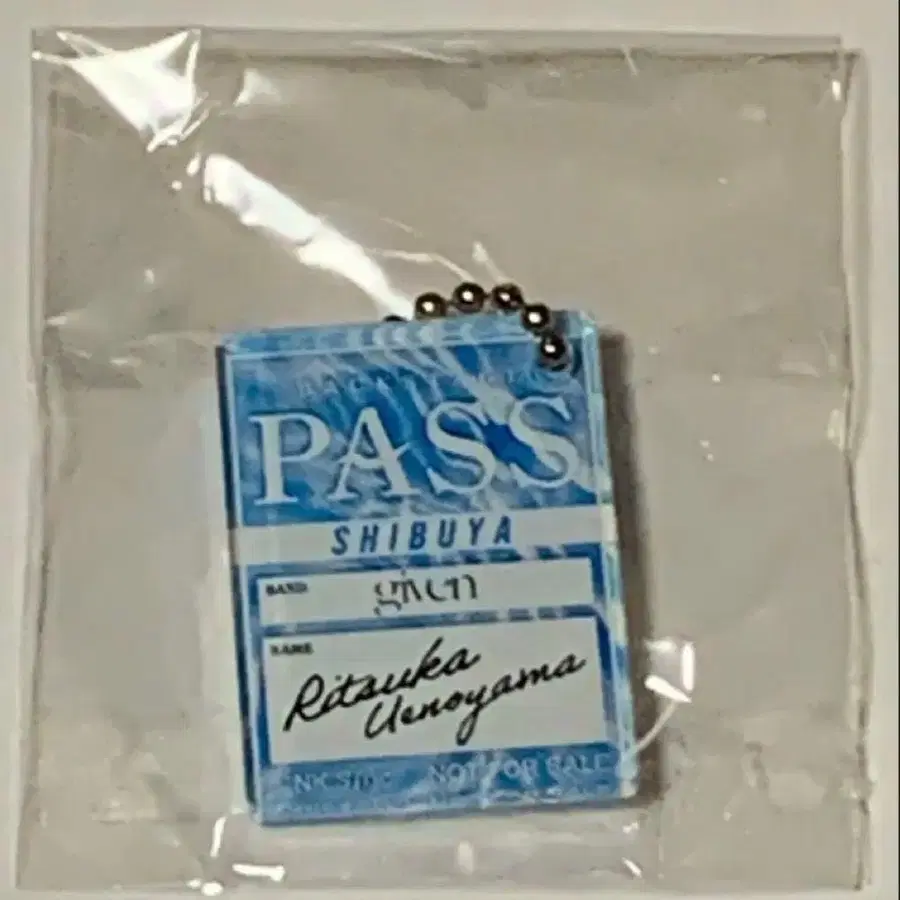 PASS
SHIBUYA
BAND
given
NAME
Ritsuka
Uenoyama
NOT FOR SALE